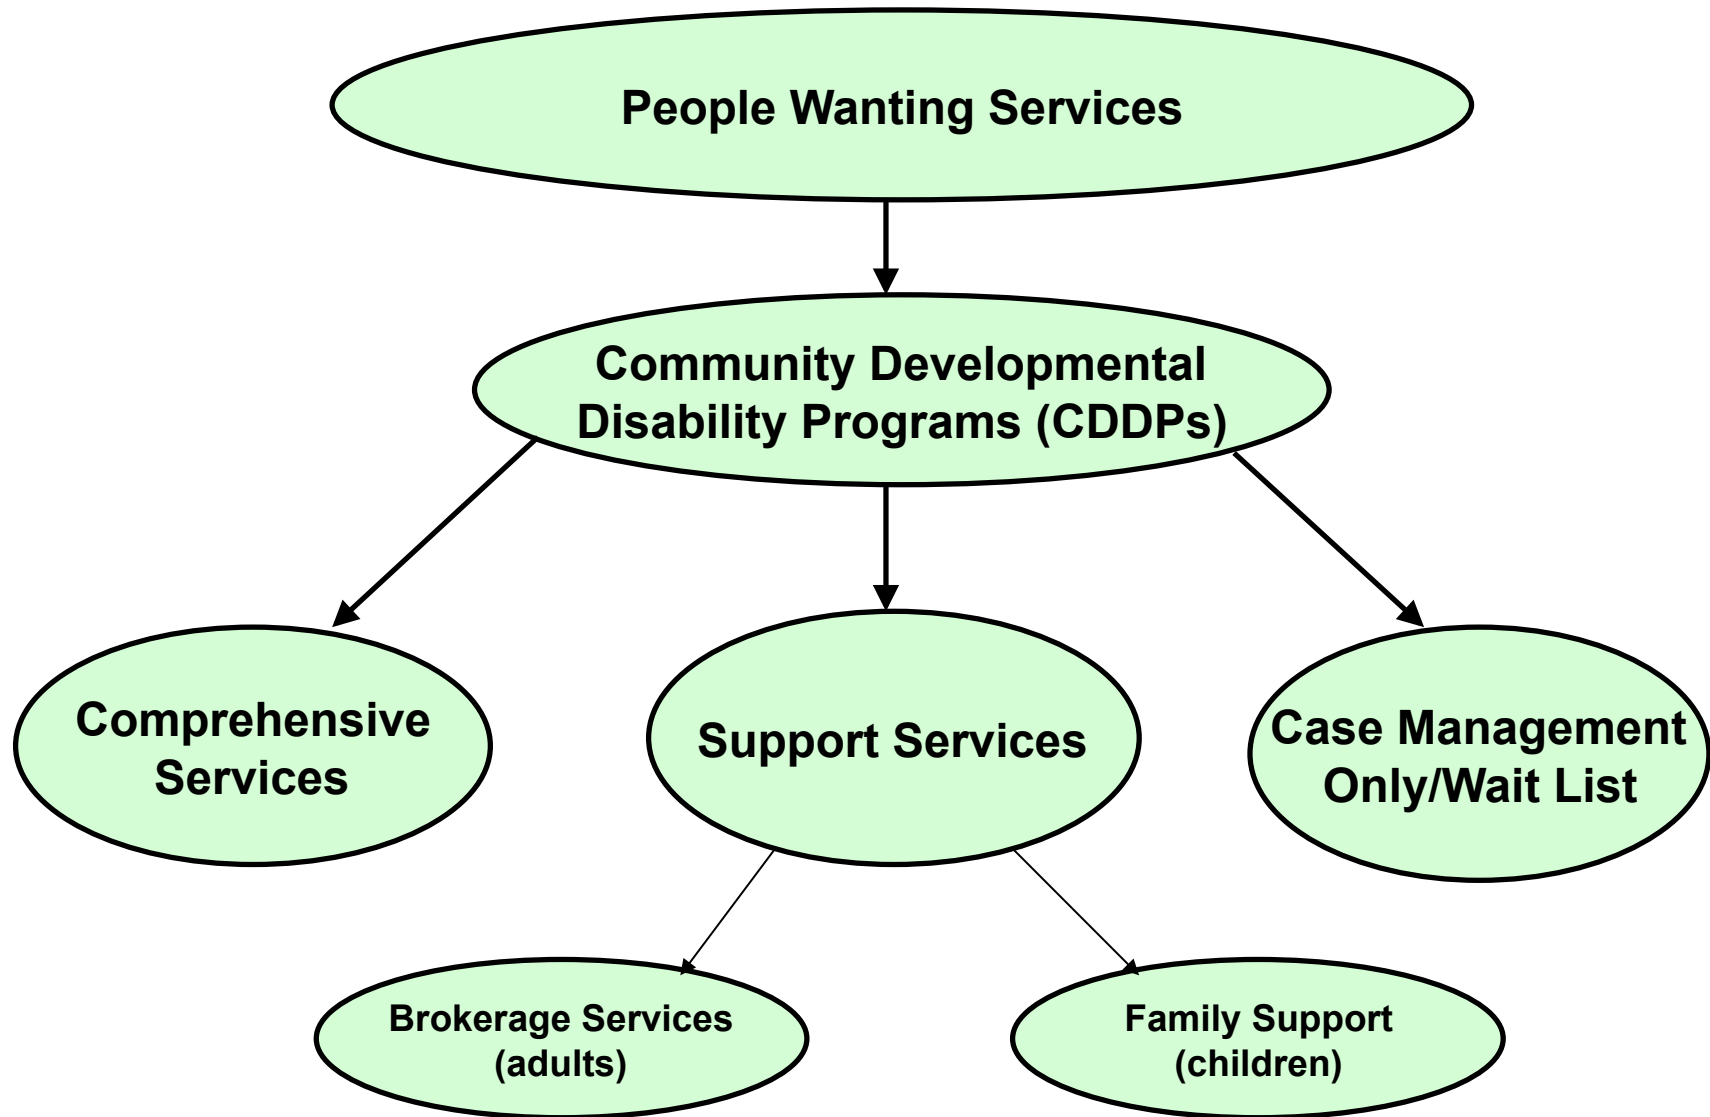 People Wanting Services
Community Developmental
Disability Programs (CDDPs)
Comprehensive
Services
Support Services
Case Management
Only/Wait List
Brokerage Services
(adults)
Family Support
(children)